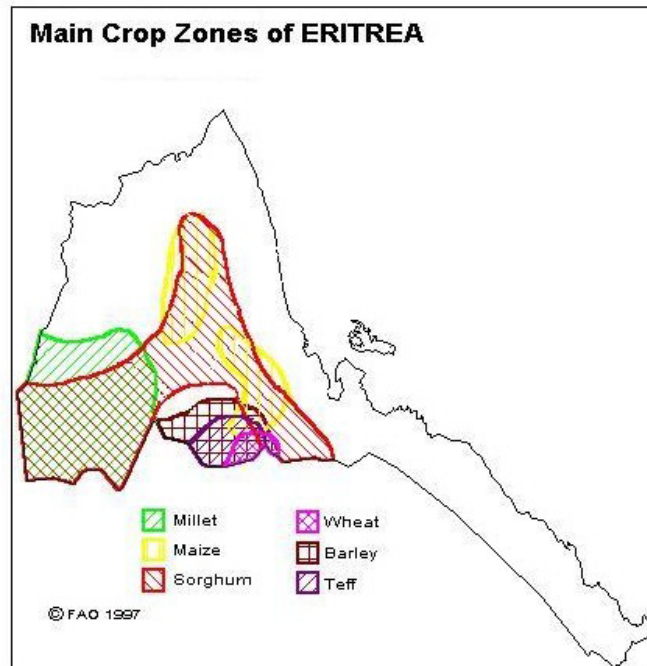 Main Crop Zones of ERITREA
Millet
Maize
Sorghum
Wheat
Barley
Teff
© FAO 1997